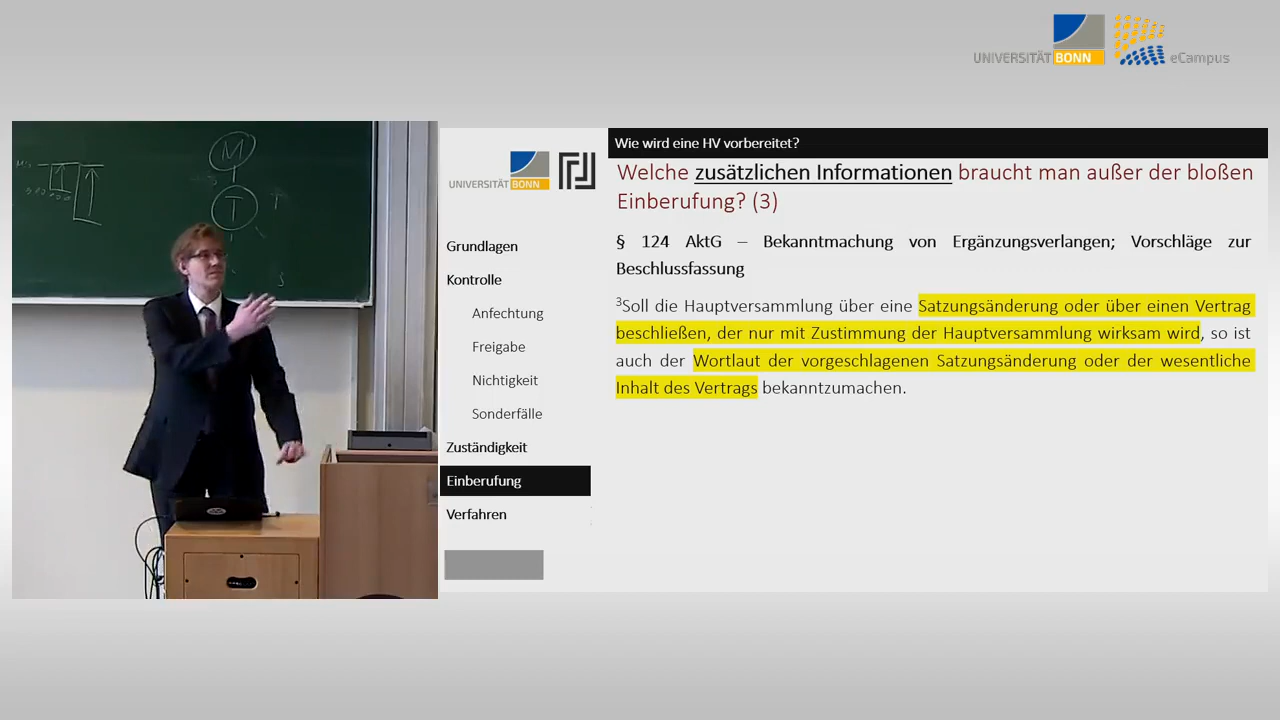 UNIVERSITÄT BONN eCampus
M
T
UNIVERSITÄT BONN
Grundlagen
Kontrolle
Anfechtung
Freigabe
Nichtigkeit
Sonderfälle
Zuständigkeit
Einberufung
Verfahren
Wie wird eine HV vorbereitet?
Welche zusätzlichen Informationen braucht man außer der bloßen
Einberufung? (3)
§ 124 AktG – Bekanntmachung von Ergänzungsverlangen; Vorschläge zur
Beschlussfassung
³Soll die Hauptversammlung über eine Satzungsänderung oder über einen Vertrag
beschließen, der nur mit Zustimmung der Hauptversammlung wirksam wird, so ist
auch der Wortlaut der vorgeschlagenen Satzungsänderung oder der wesentliche
Inhalt des Vertrags bekanntzumachen.